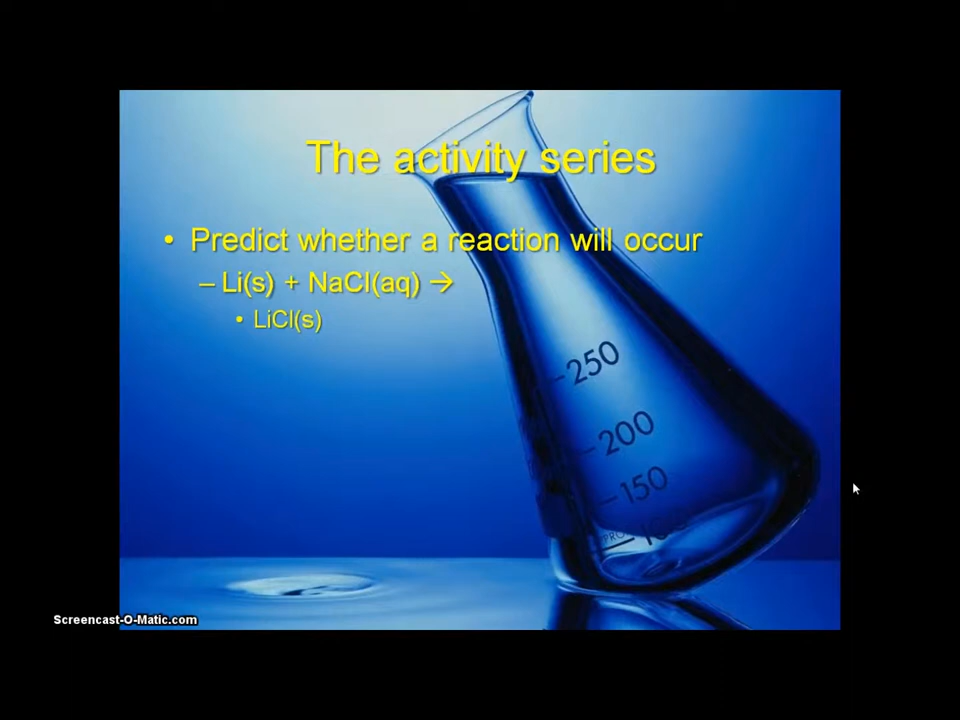 The activity series
• Predict whether a reaction will occur
– Li(s) + NaCl(aq) →
• LiCl(s)
250
200
150
Screencast-O-Matic.com